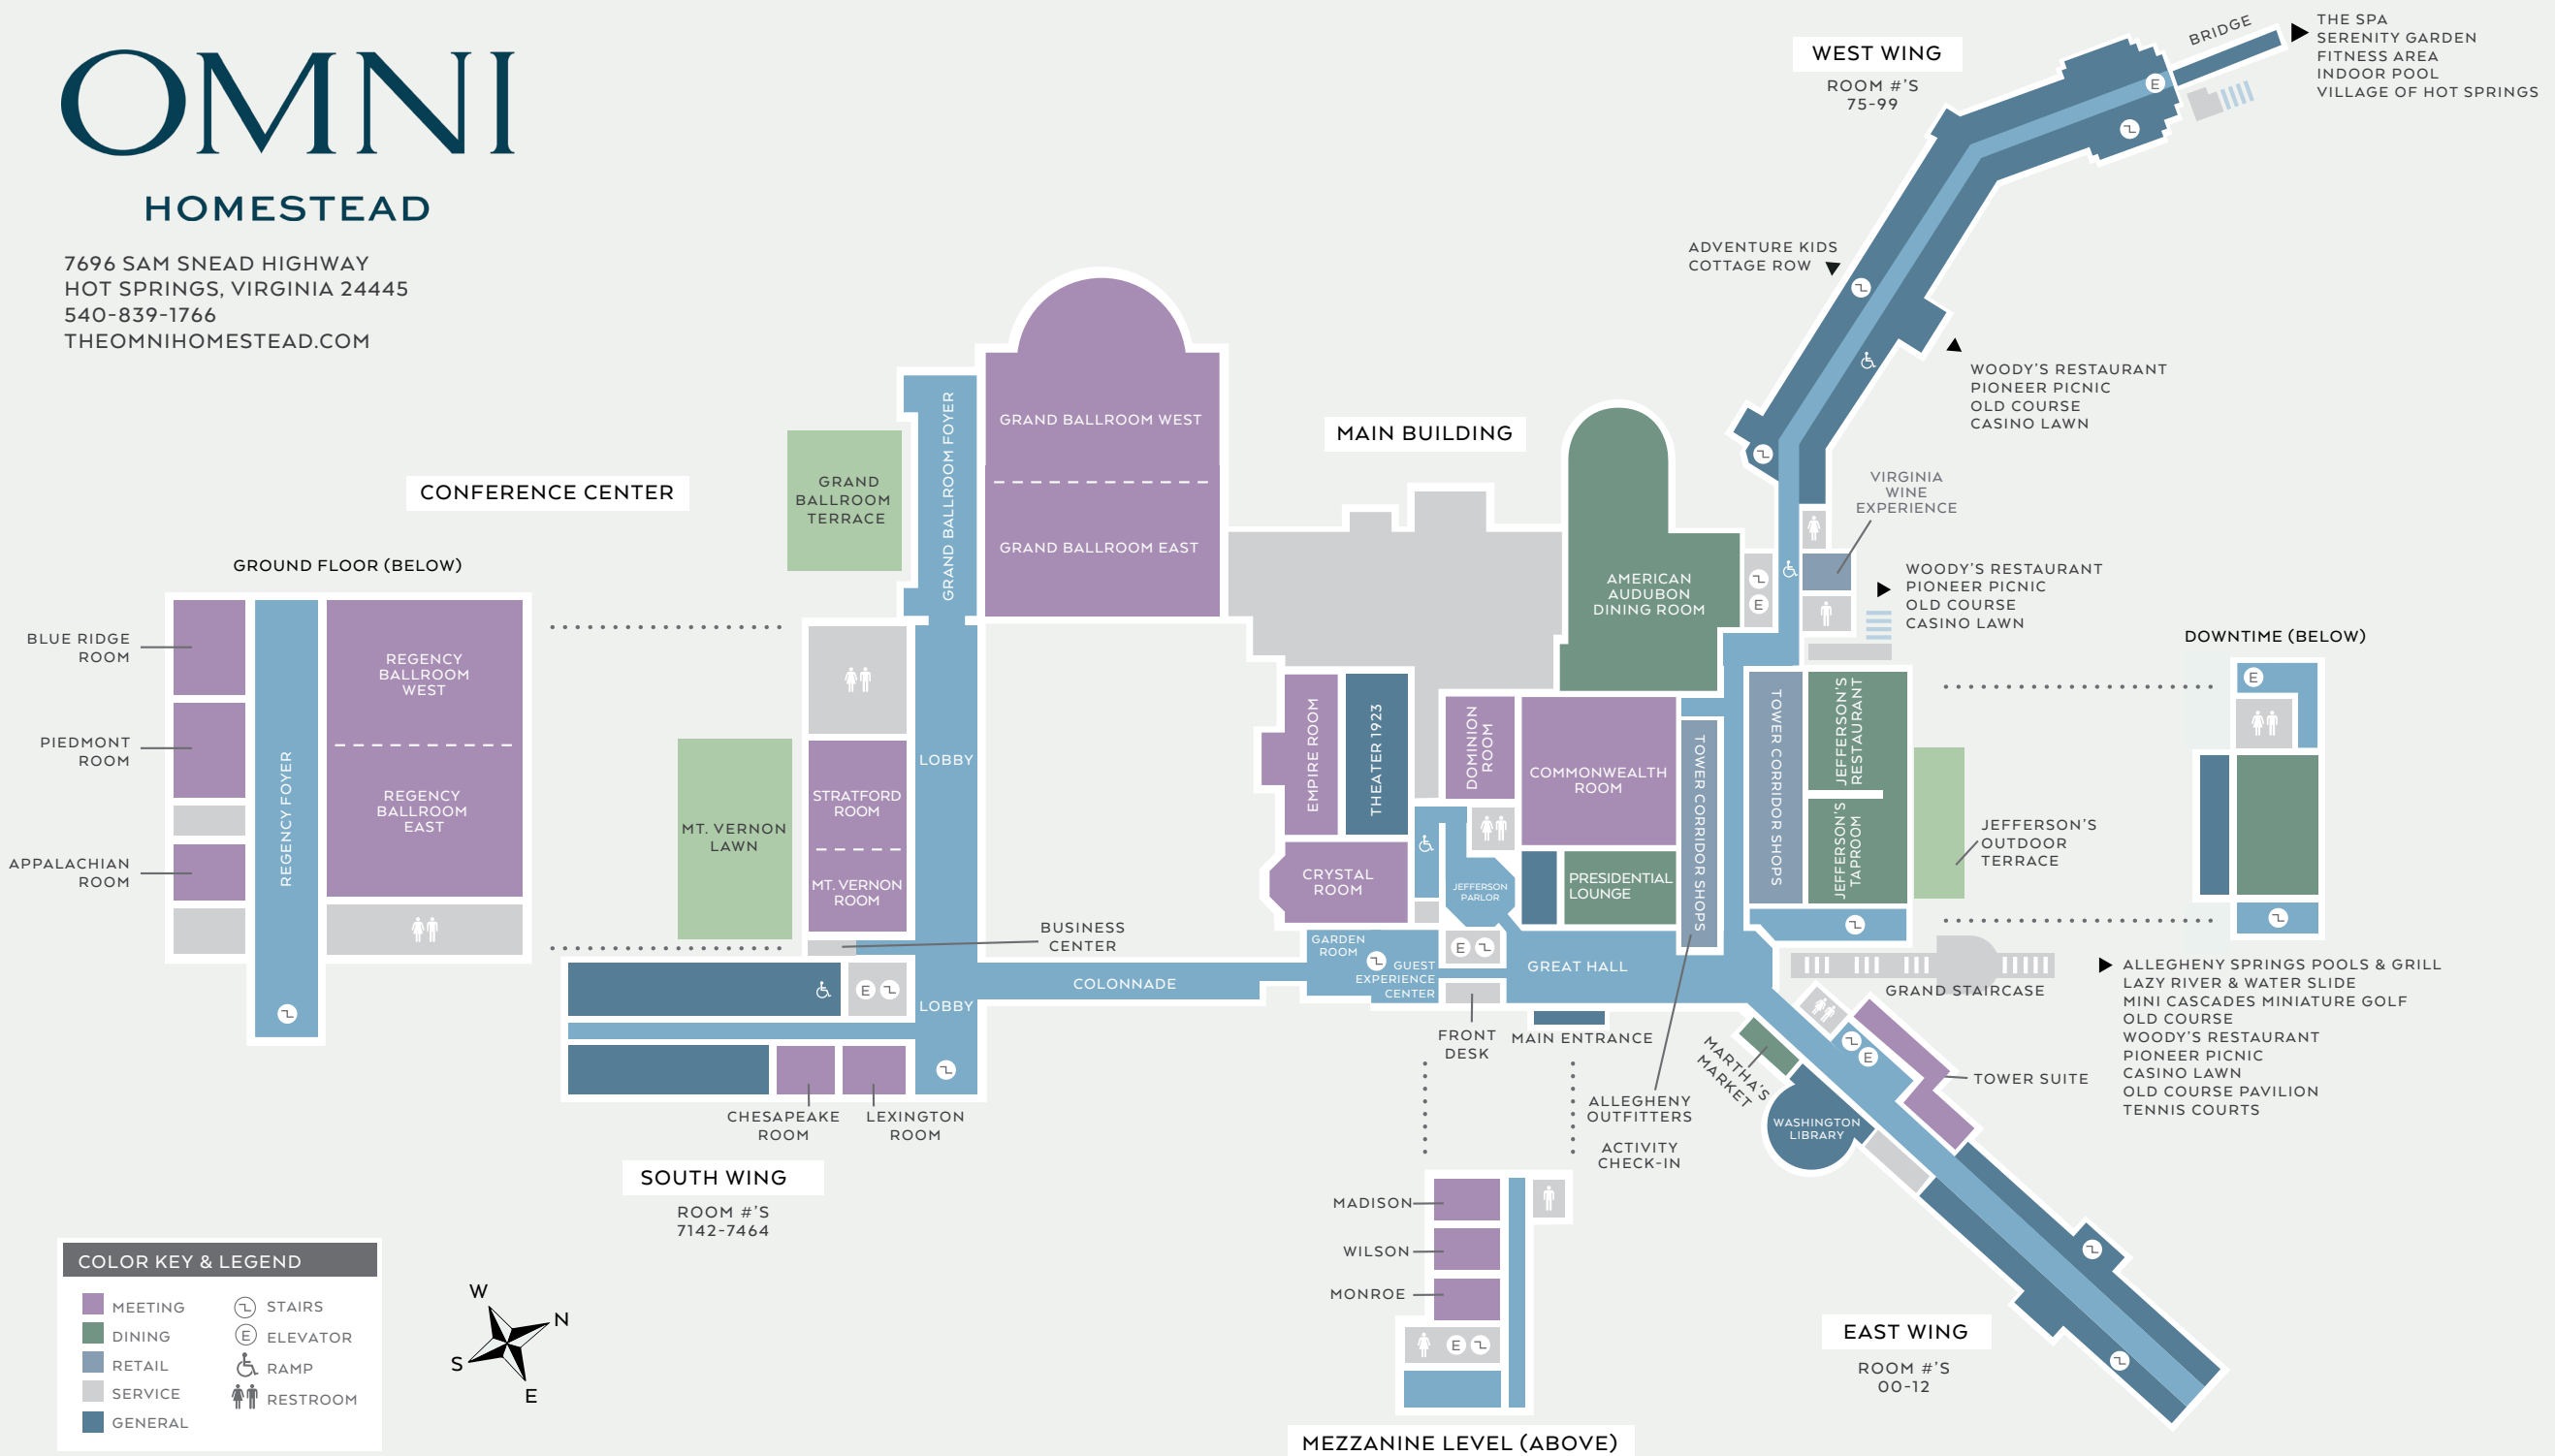 OMNI
HOMESTEAD
7696 SAM SNEAD HIGHWAY
HOT SPRINGS, VIRGINIA 24445
540-839-1766
THEOMNIHOMESTEAD.COM
WEST WING
ROOM #'S
75-99
BRIDGE
THE SPA
SERENITY GARDEN
FITNESS AREA
INDOOR POOL
VILLAGE OF HOT SPRINGS
E
ADVENTURE KIDS
COTTAGE ROW
WOODY'S RESTAURANT
PIONEER PICNIC
OLD COURSE
CASINO LAWN
VIRGINIA
WINE
EXPERIENCE
WOODY'S RESTAURANT
PIONEER PICNIC
OLD COURSE
CASINO LAWN
CONFERENCE CENTER
GROUND FLOOR (BELOW)
BLUE RIDGE
ROOM
PIEDMONT
ROOM
APPALACHIAN
ROOM
REGENCY FOYER
REGENCY
BALLROOM
WEST
REGENCY
BALLROOM
EAST
GRAND
BALLROOM
TERRACE
GRAND BALLROOM FOYER
GRAND BALLROOM WEST
GRAND BALLROOM EAST
MT. VERNON
LAWN
STRATFORD
ROOM
MT. VERNON
ROOM
LOBBY
BUSINESS
CENTER
E
LOBBY
COLONNADE
CHESAPEAKE
ROOM
LEXINGTON
ROOM
SOUTH WING
ROOM #'S
7142-7464
MAIN BUILDING
AMERICAN
AUDUBON
DINING ROOM
E
EMPIRE ROOM
THEATER 1923
DOMINION
ROOM
COMMONWEALTH
ROOM
TOWER CORRIDOR SHOPS
TOWER CORRIDOR SHOPS
JEFFERSON'S
RESTAURANT
JEFFERSON'S
TAPROOM
JEFFERSON'S
OUTDOOR
TERRACE
CRYSTAL
ROOM
JEFFERSON
PARLOR
PRESIDENTIAL
LOUNGE
GARDEN
ROOM
GUEST
EXPERIENCE
CENTER
E
GREAT HALL
FRONT
DESK
MAIN ENTRANCE
ALLEGHENY
OUTFITTERS
ACTIVITY
CHECK-IN
GRAND STAIRCASE
DOWNTIME (BELOW)
E
ALLEGHENY SPRINGS POOLS & GRILL
LAZY RIVER & WATER SLIDE
MINI CASCADES MINIATURE GOLF
OLD COURSE
WOODY'S RESTAURANT
PIONEER PICNIC
CASINO LAWN
OLD COURSE PAVILION
TENNIS COURTS
MARTHA'S
MARKET
E
TOWER SUITE
WASHINGTON
LIBRARY
EAST WING
ROOM #'S
00-12
MADISON
WILSON
MONROE
E
MEZZANINE LEVEL (ABOVE)
COLOR KEY & LEGEND
MEETING
DINING
RETAIL
SERVICE
GENERAL
STAIRS
E ELEVATOR
RAMP
RESTROOM
W
N
S
E